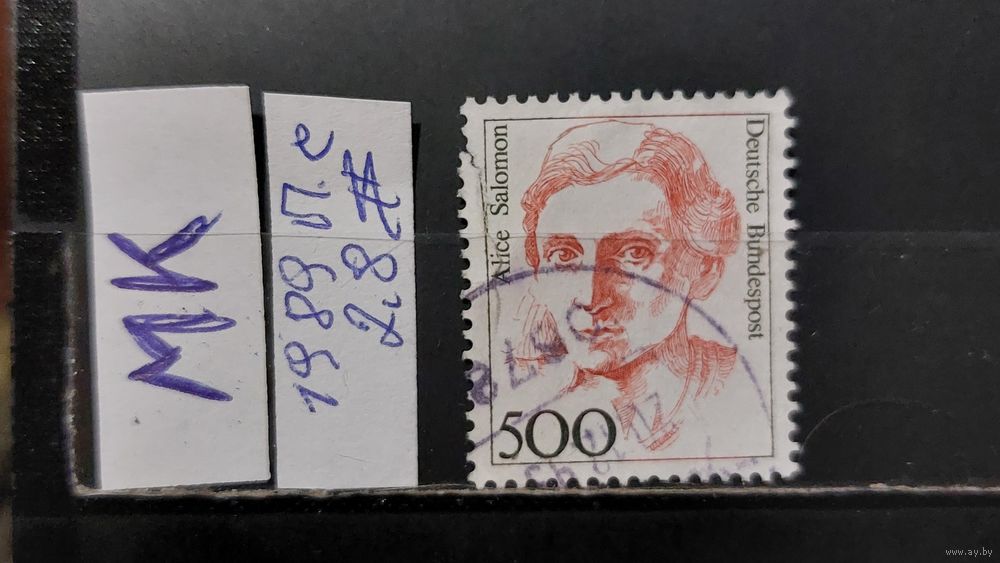 МК
1989 П.С
2.8 #
Alice Salomon
Deutsche Bundespost
500
www.ay.by